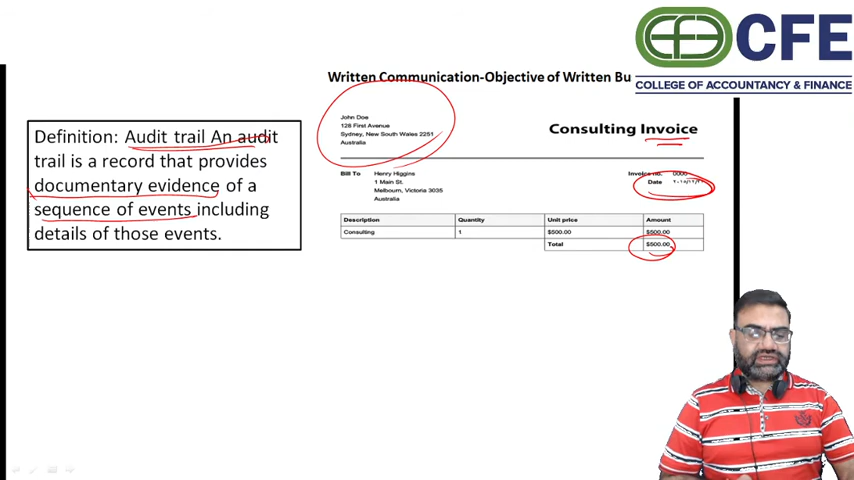 CFE
COLLEGE OF ACCOUNTANCY & FINANCE
Written Communication-Objective of Written Bu
Definition: Audit trail An audit
trail is a record that provides
documentary evidence of a
sequence of events including
details of those events.
John Doe
128 First Avenue
Sydney, New South Wales 2251
Australia
Consulting Invoice
Bill To Henry Higgins
1 Main St.
Melbourn, Victoria 3035
Australia
Invoice no. 0000
Date
Description Quantity Unit price Amount
Consulting 1 $500.00 $500.00
Total $500.00